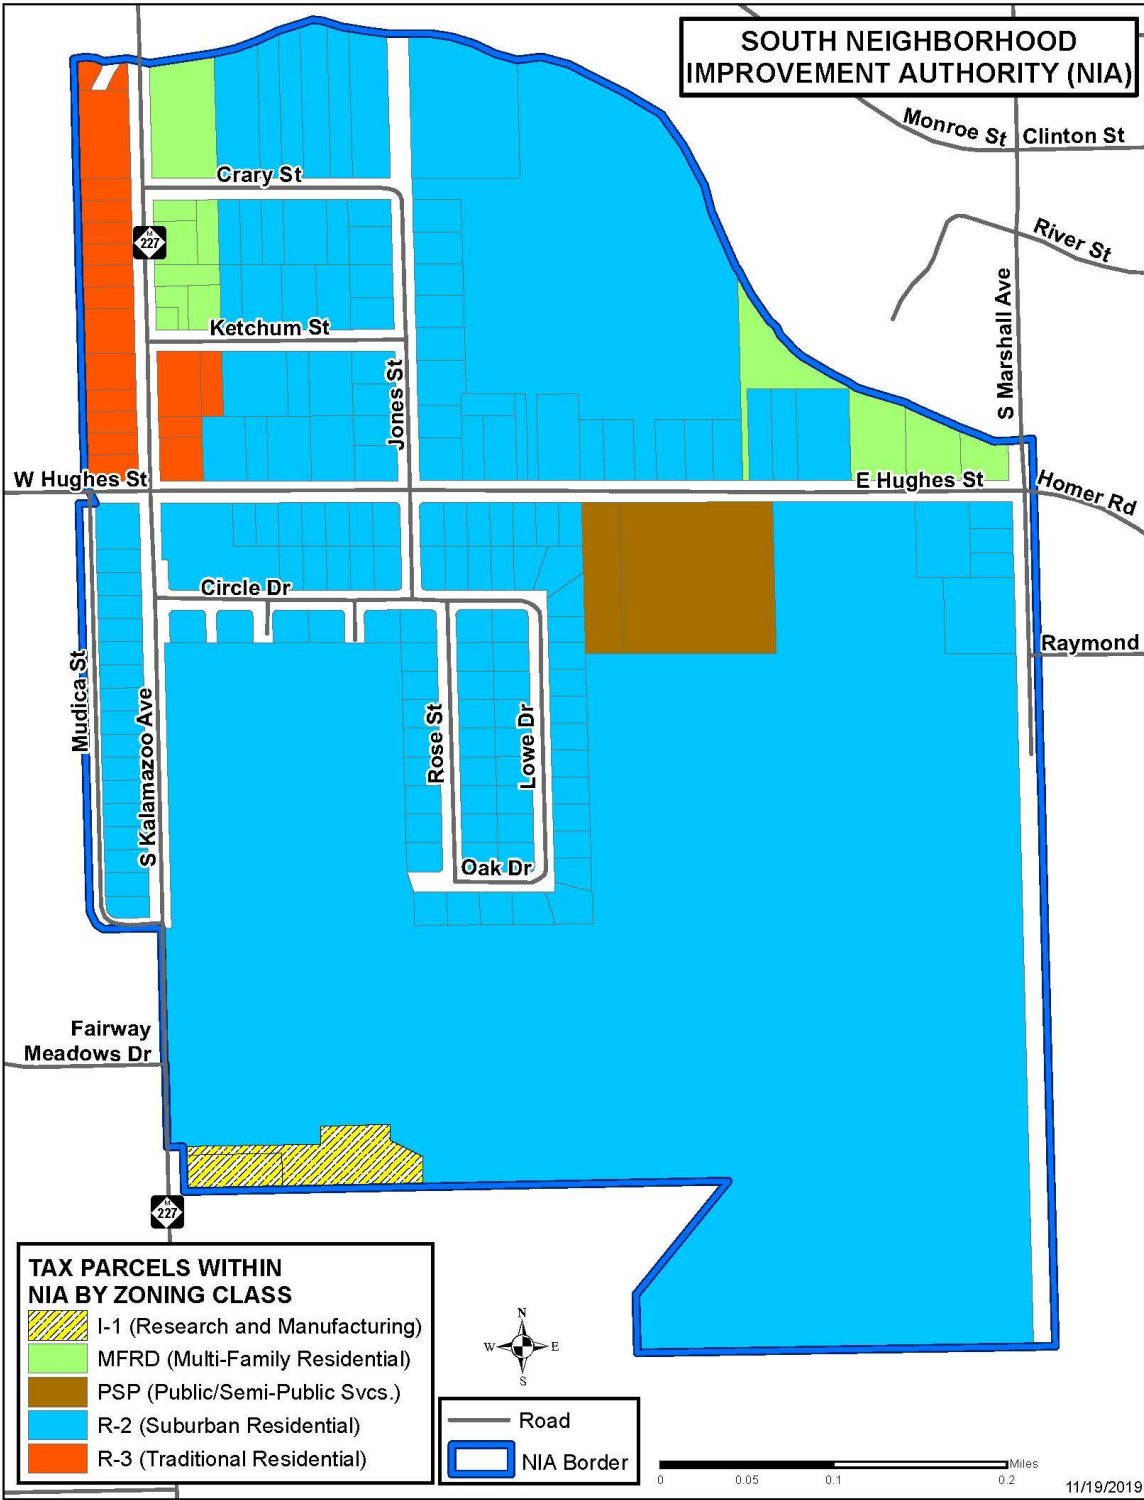 SOUTH NEIGHBORHOOD
IMPROVEMENT AUTHORITY (NIA)
Monroe St
Clinton St
Crary St
River St
M
227
S Marshall Ave
Ketchum St
Jones St
W Hughes St
E Hughes St
Homer Rd
Circle Dr
Raymond
Mudica St
S Kalamazoo Ave
Rose St
Lowe Dr
Oak Dr
Fairway
Meadows Dr
M
227
TAX PARCELS WITHIN
NIA BY ZONING CLASS
I-1 (Research and Manufacturing)
MFRD (Multi-Family Residential)
PSP (Public/Semi-Public Svcs.)
R-2 (Suburban Residential)
R-3 (Traditional Residential)
N
W E
S
Road
NIA Border
Miles
0 0.05 0.1 0.2
11/19/2019